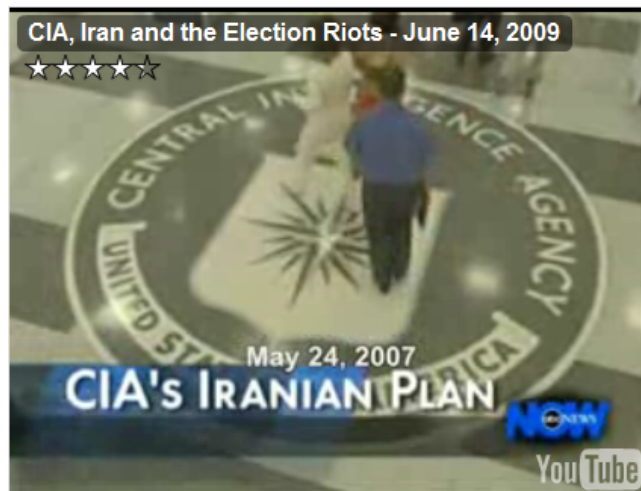 CIA, Iran and the Election Riots - June 14, 2009
CENTRAL INTELLIGENCE AGENCY
UNITED STATES
AMERICA
May 24, 2007
CIA'S IRANIAN PLAN
abc NEWS
NOW
YouTube